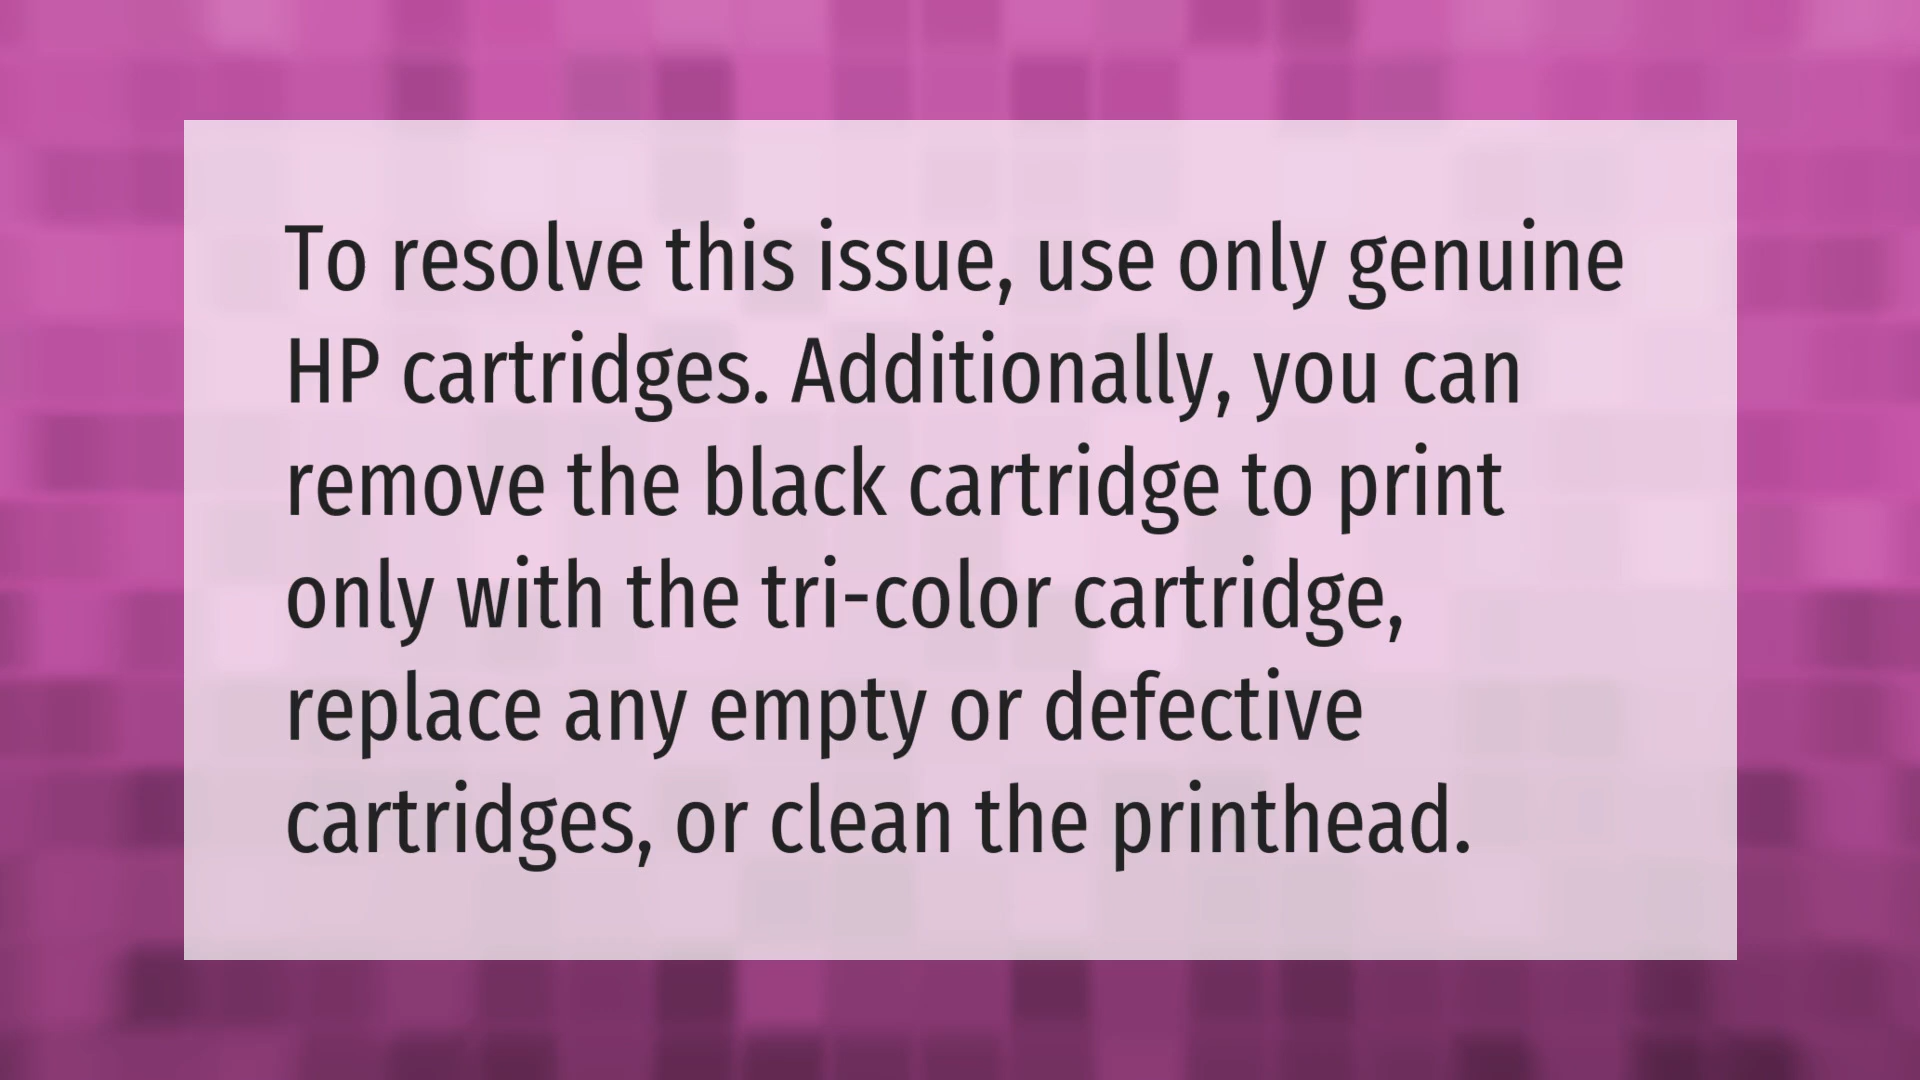 To resolve this issue, use only genuine
HP cartridges. Additionally, you can
remove the black cartridge to print
only with the tri-color cartridge,
replace any empty or defective
cartridges, or clean the printhead.